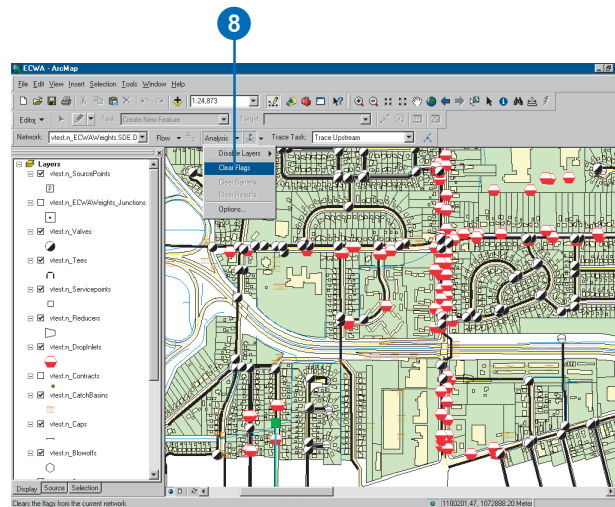 8
ECWA - ArcMap
File Edit View Insert Selection Tools Window Help
1:24,873
Editor Task: Create New Feature Target:
Network: vtest.n_ECWAWeights.SDE.D Flow Analysis Trace Task: Trace Upstream
Disable Layers
Clear Flags
Clear Barriers
Clear Results
Options...
Layers
vtest.n_SourcePoints
vtest.n_ECWAWeights_Junctions
vtest.n_Valves
vtest.n_Tees
vtest.n_Servicepoints
vtest.n_Reducers
vtest.n_DropInlets
vtest.n_Contracts
vtest.n_CatchBasins
vtest.n_Caps
vtest.n_Blowoffs
Display Source Selection
Clears the flags from the current network.
1100201.47, 1072888.20 Meter